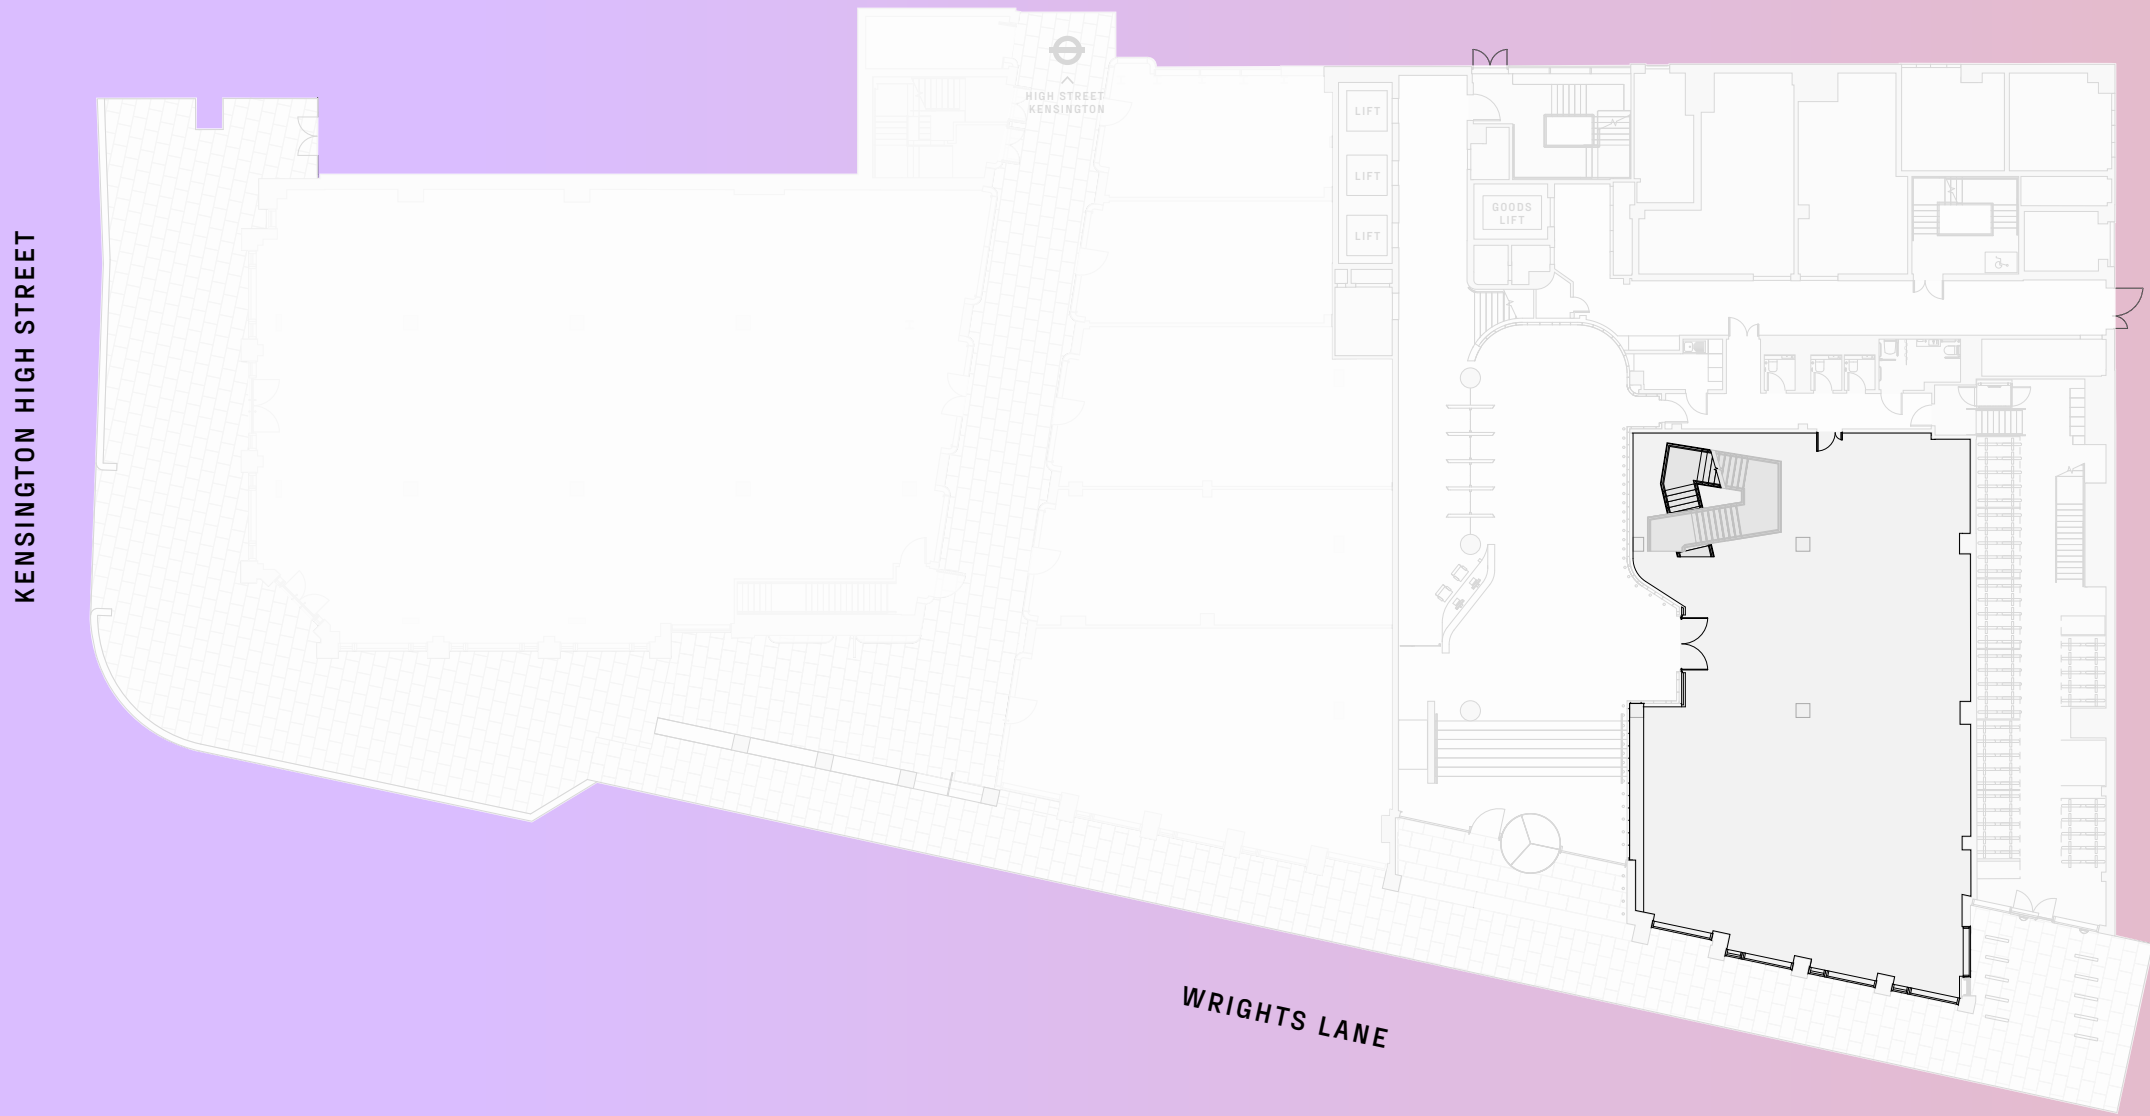 HIGH STREET
KENSINGTON
LIFT
LIFT
LIFT
GOODS
LIFT
KENSINGTON HIGH STREET
WRIGHTS LANE